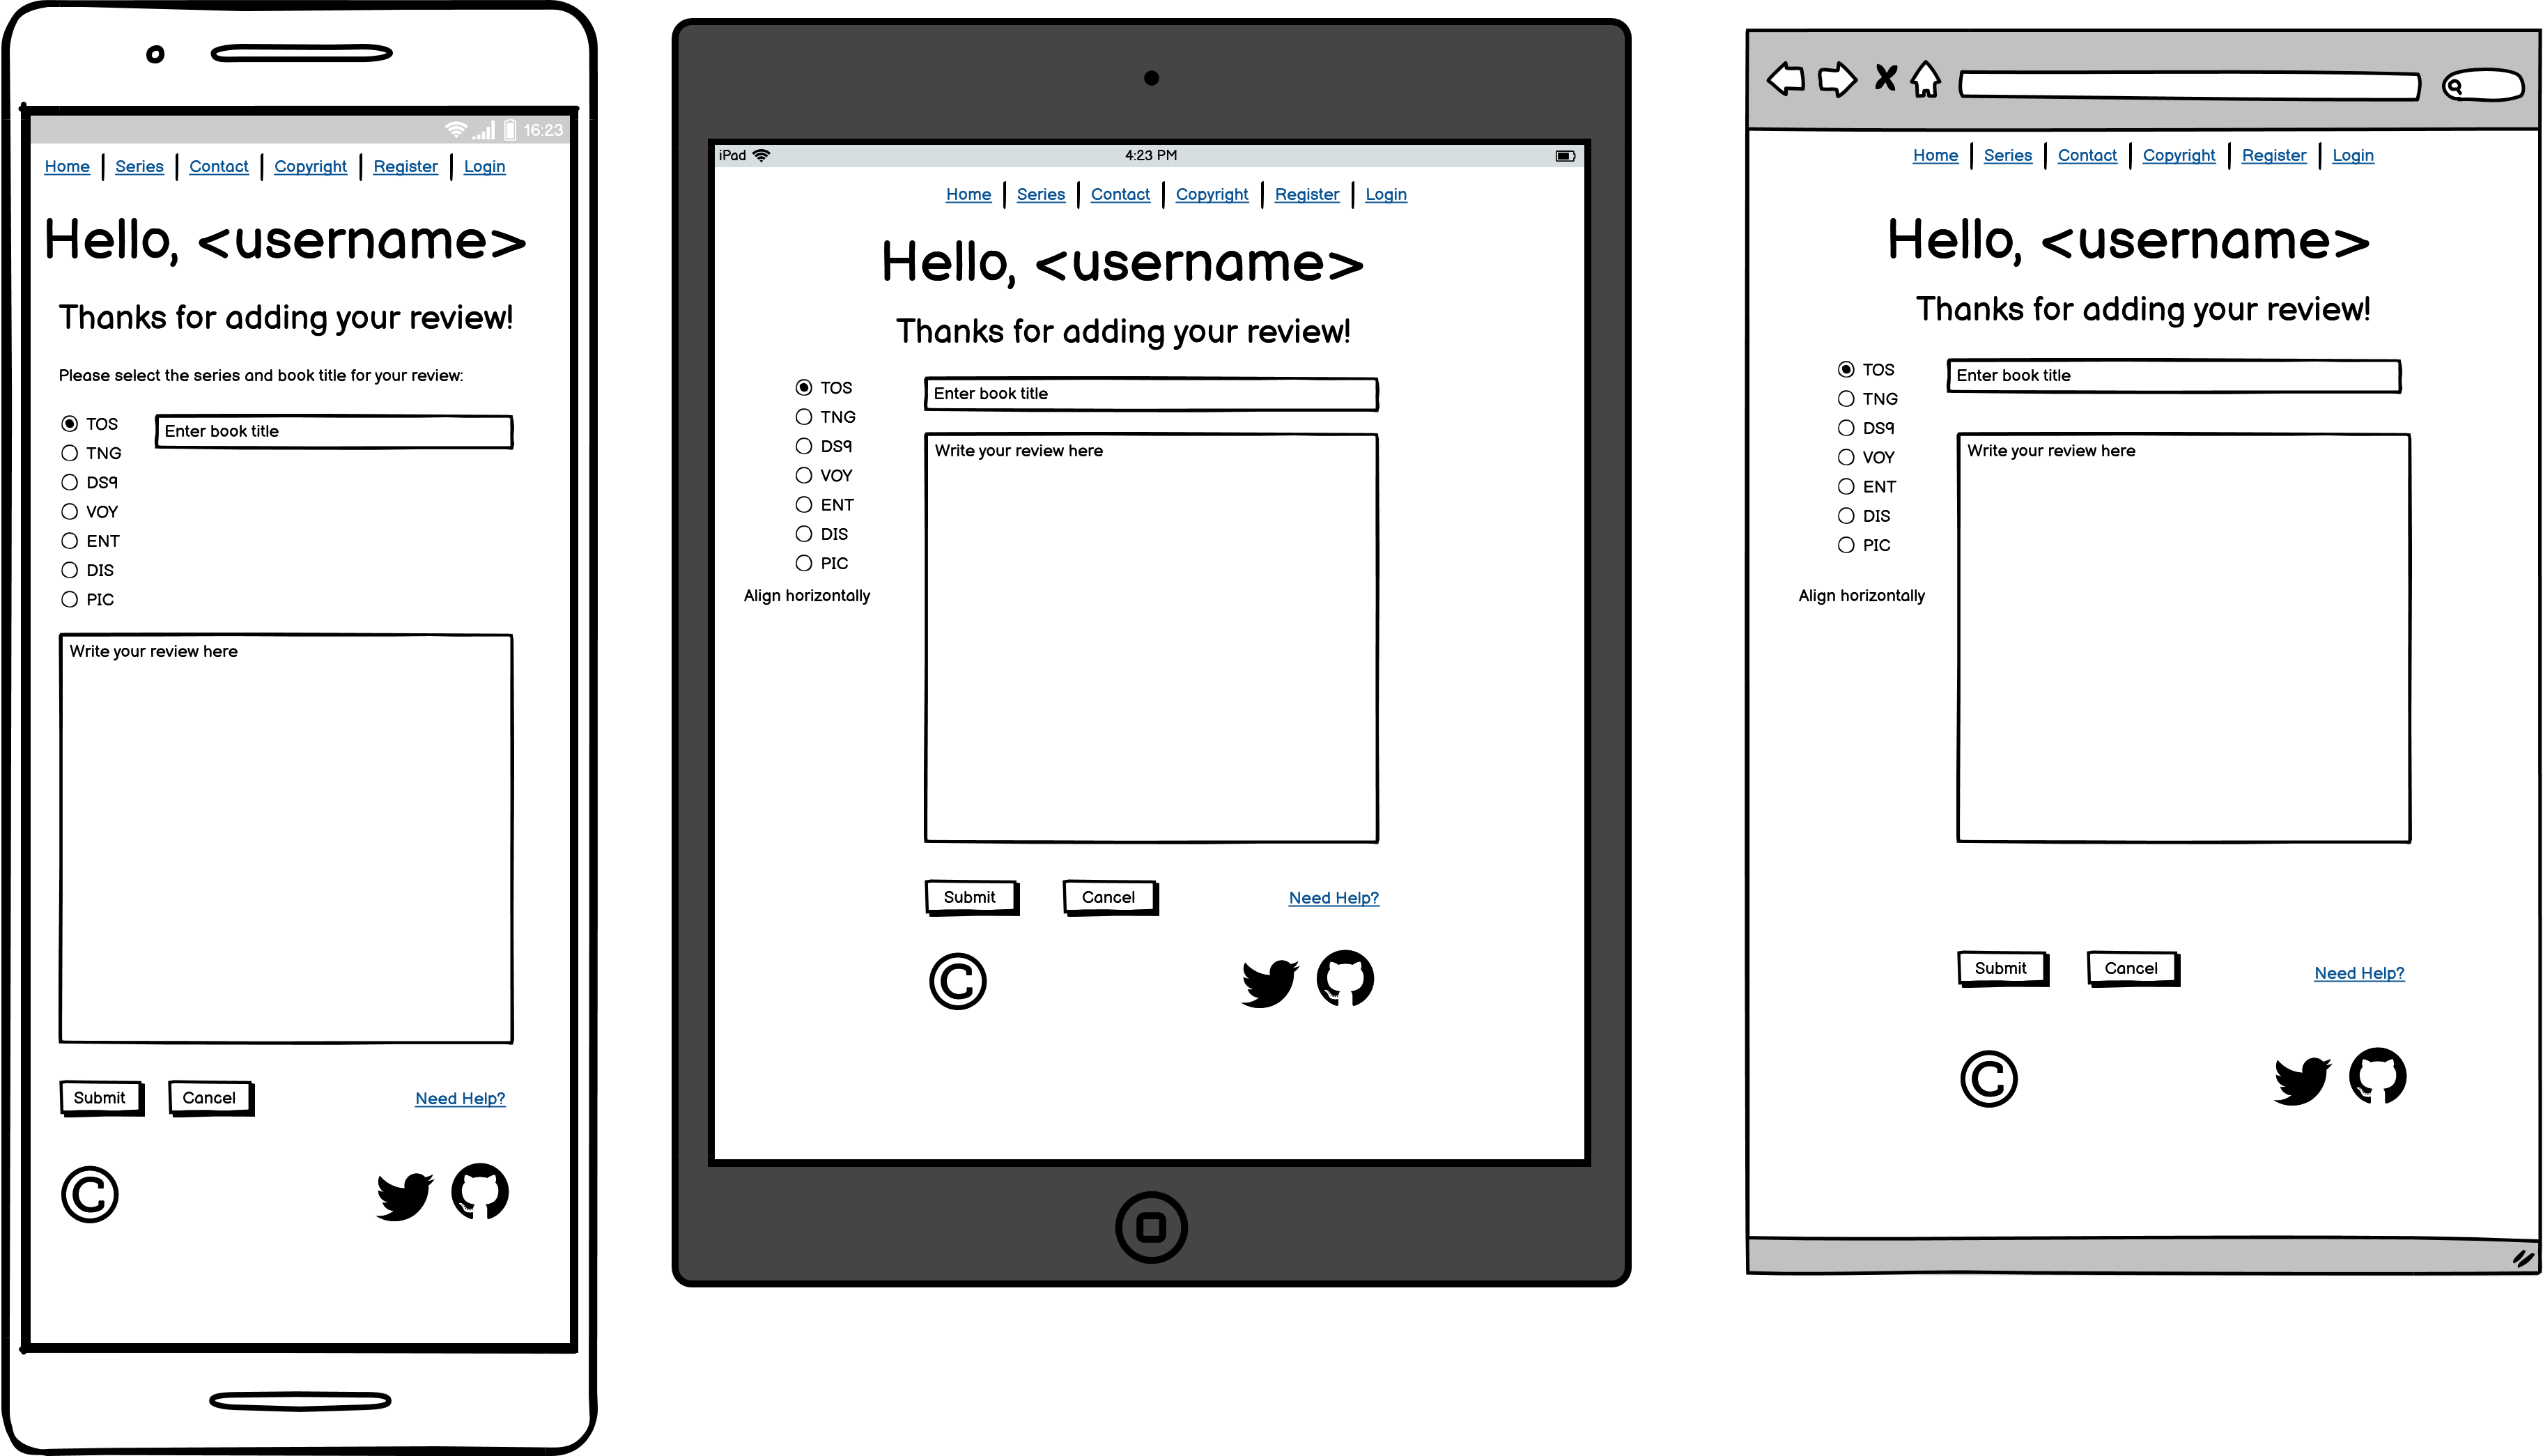 16:23
Home Series Contact Copyright Register Login
Hello, <username>
Thanks for adding your review!
Please select the series and book title for your review:
TOS
Enter book title
TNG
DS9
VOY
ENT
DIS
PIC
Write your review here
Submit Cancel Need Help?
©
iPad 4:23 PM
Home Series Contact Copyright Register Login
Hello, <username>
Thanks for adding your review!
TOS
Enter book title
TNG
DS9
VOY
ENT
DIS
PIC
Align horizontally
Write your review here
Submit Cancel Need Help?
©
Home Series Contact Copyright Register Login
Hello, <username>
Thanks for adding your review!
TOS
Enter book title
TNG
DS9
VOY
ENT
DIS
PIC
Align horizontally
Write your review here
Submit Cancel Need Help?
©